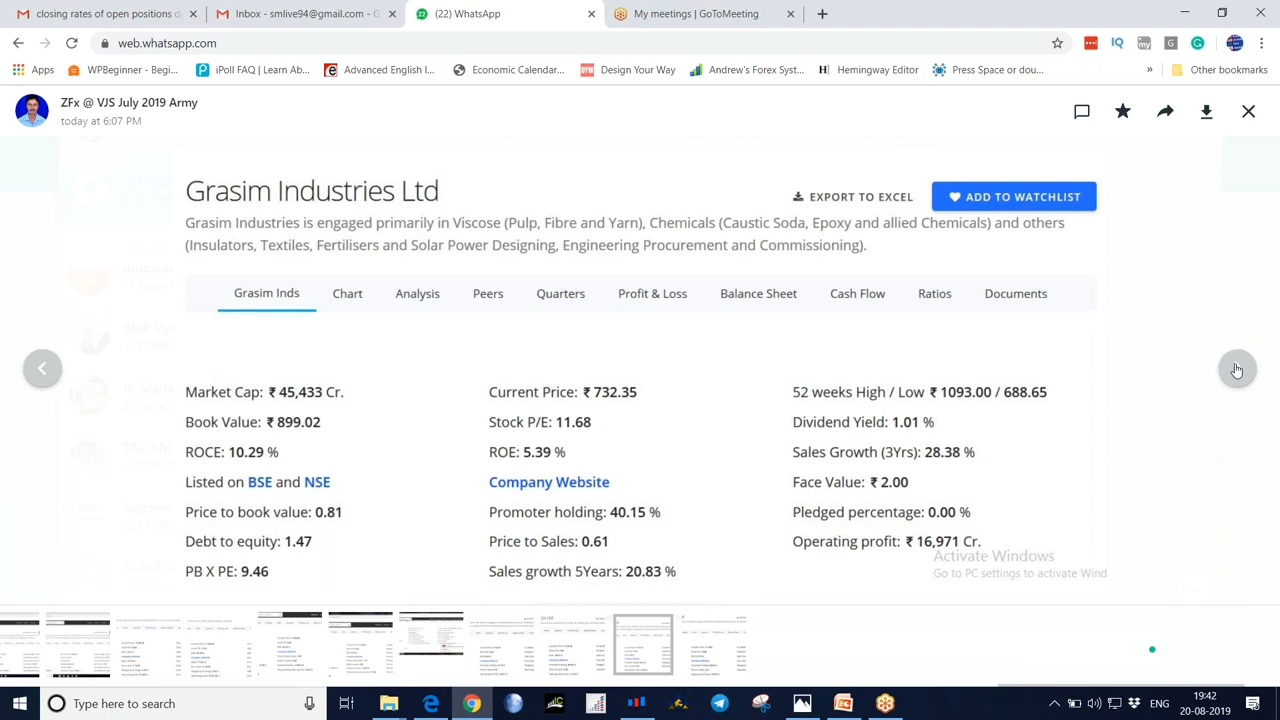 closing rates of open positions of
Inbox - smlive94@gmail.com - G
22
(22) WhatsApp
My meetings | GoToMeeting
web.whatsapp.com
Apps
WPBeginner - Begi...
iPoll FAQ | Learn Ab...
Advanced English I...
Economic Calendar...
Design Your Way
Andrew's Forex Syst...
Hemingway Editor
Press Space or dou...
»
Other bookmarks
ZFx @ VJS July 2019 Army
today at 6:07 PM
Grasim Industries Ltd
EXPORT TO EXCEL
ADD TO WATCHLIST
Grasim Industries is engaged primarily in Viscose (Pulp, Fibre and Yarn), Chemicals (Caustic Soda, Epoxy and allied Chemicals) and others
(Insulators, Textiles, Fertilisers and Solar Power Designing, Engineering Procurement and Commissioning).
Grasim Inds Chart Analysis Peers Quarters Profit & Loss Balance Sheet Cash Flow Ratios Documents
Market Cap: ₹ 45,433 Cr.
Current Price: ₹ 732.35
52 weeks High / Low ₹ 1093.00 / 688.65
Book Value: ₹ 899.02
Stock P/E: 11.68
Dividend Yield: 1.01 %
ROCE: 10.29 %
ROE: 5.39 %
Sales Growth (3Yrs): 28.38 %
Listed on BSE and NSE
Company Website
Face Value: ₹ 2.00
Price to book value: 0.81
Promoter holding: 40.15 %
Pledged percentage: 0.00 %
Debt to equity: 1.47
Price to Sales: 0.61
Operating profit: ₹ 16,971 Cr.
PB X PE: 9.46
Sales growth 5Years: 20.83 %
Activate Windows
Go to PC settings to activate Wind
Type here to search
ENG
19:42
20-08-2019